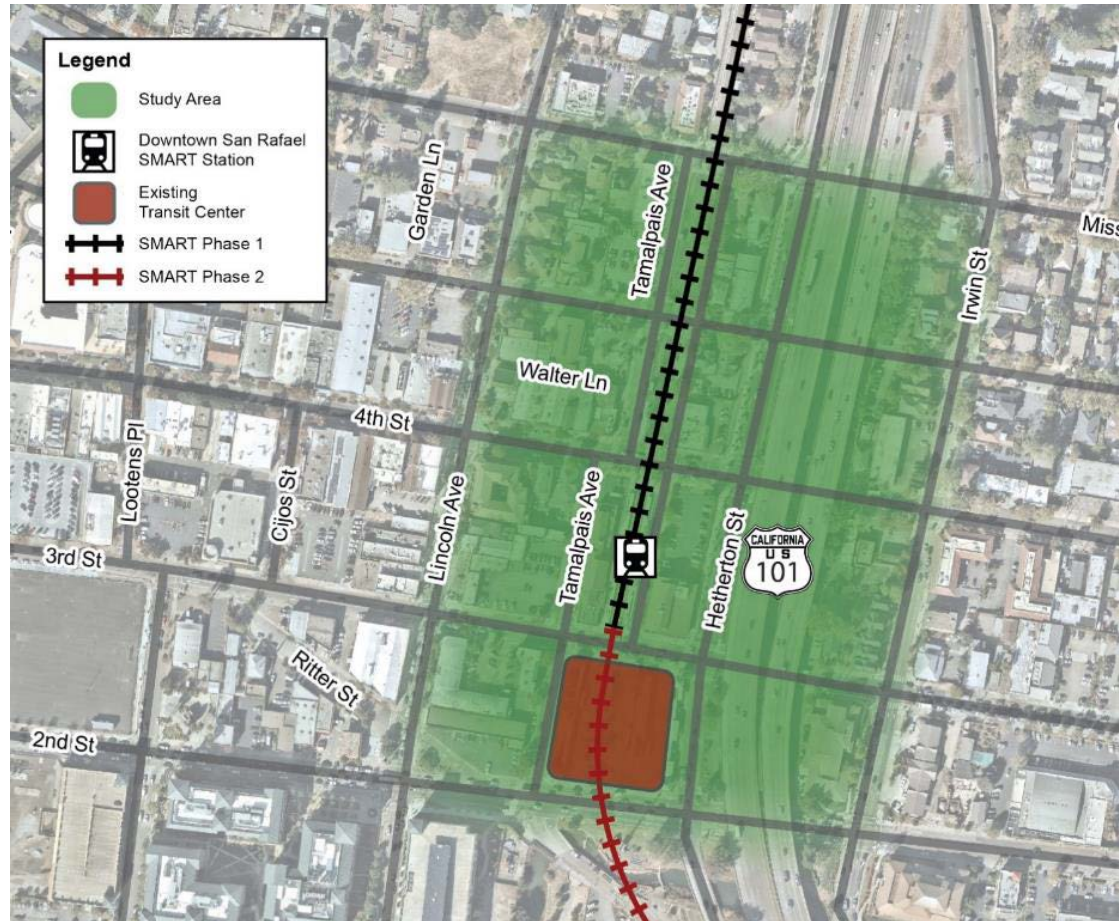 Legend
Study Area
Downtown San Rafael
SMART Station
Existing
Transit Center
SMART Phase 1
SMART Phase 2
Garden Ln
Tamalpais Ave
Miss
Irwin St
Walter Ln
4th St
Lootens Pl
Cijos St
Lincoln Ave
Tamalpais Ave
Hetherton St
CALIFORNIA
U S
101
3rd St
Ritter St
2nd St